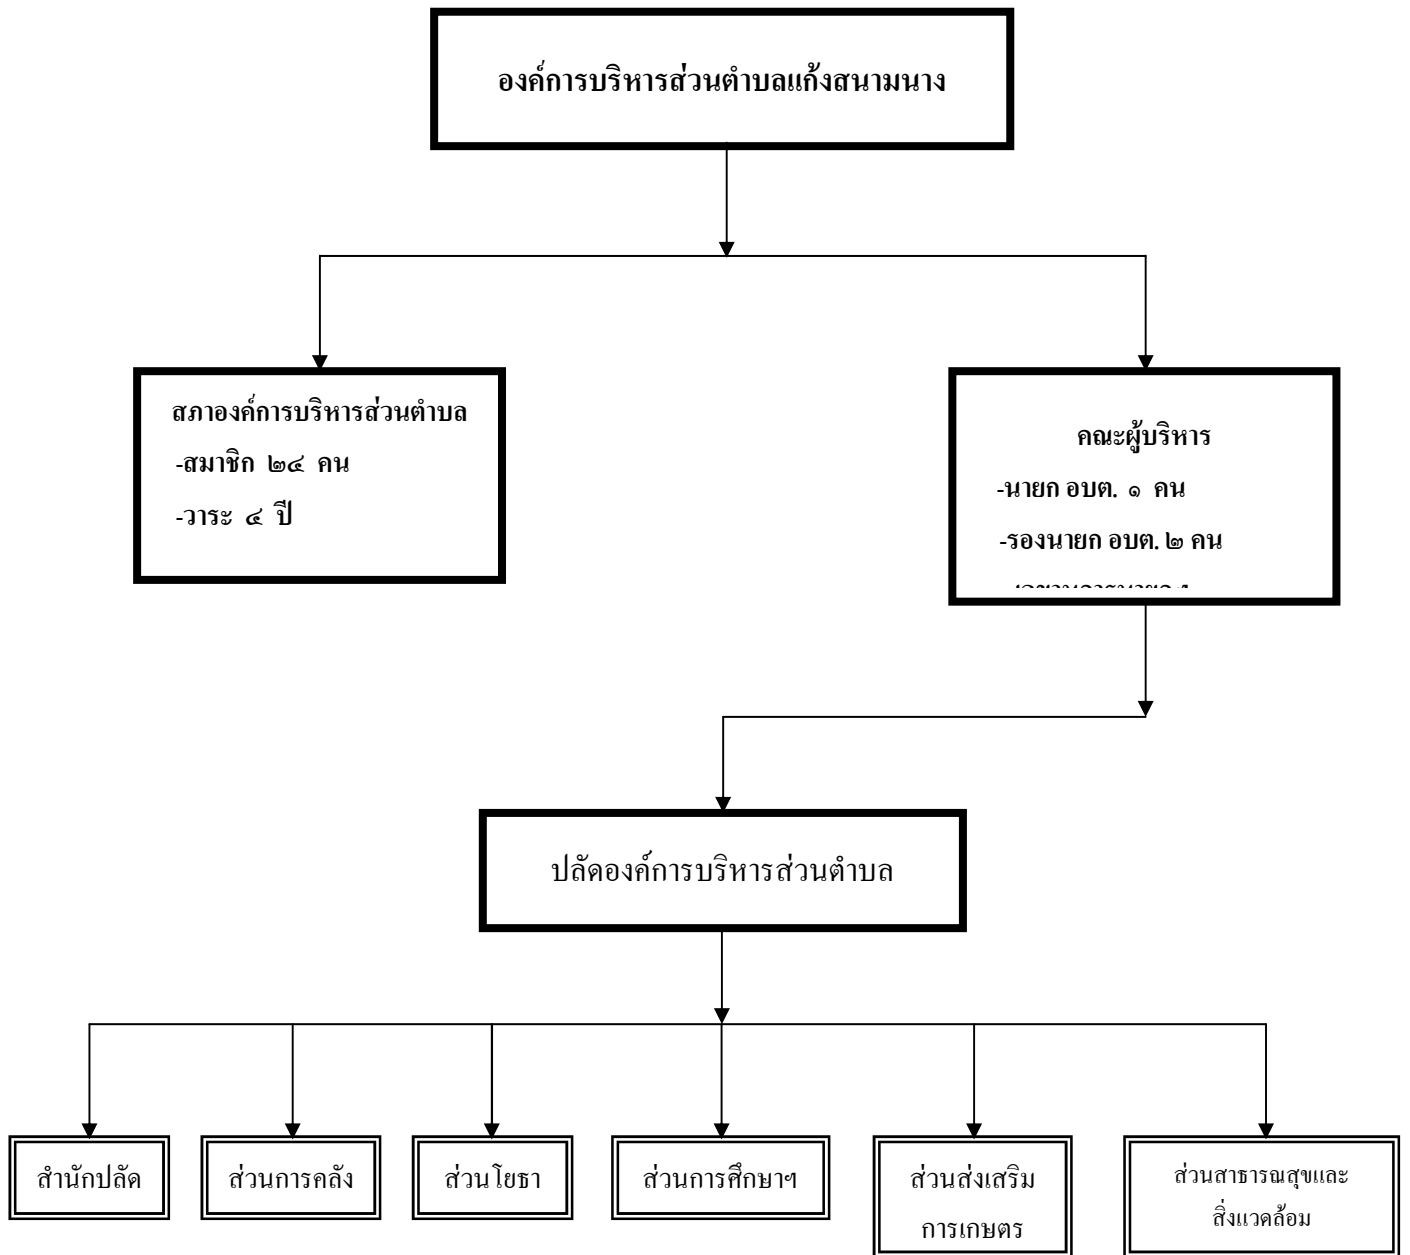 องค์การบริหารส่วนตำบลแก้งสนามนาง
สภาองค์การบริหารส่วนตำบล
-สมาชิก ๒๔ คน
-วาระ ๔ ปี
คณะผู้บริหาร
-นายก อบต. ๑ คน
-รองนายก อบต. ๒ คน
ปลัดองค์การบริหารส่วนตำบล
สำนักปลัด
ส่วนการคลัง
ส่วนโยธา
ส่วนการศึกษาฯ
ส่วนส่งเสริม
การเกษตร
ส่วนสาธารณสุขและ
สิ่งแวดล้อม